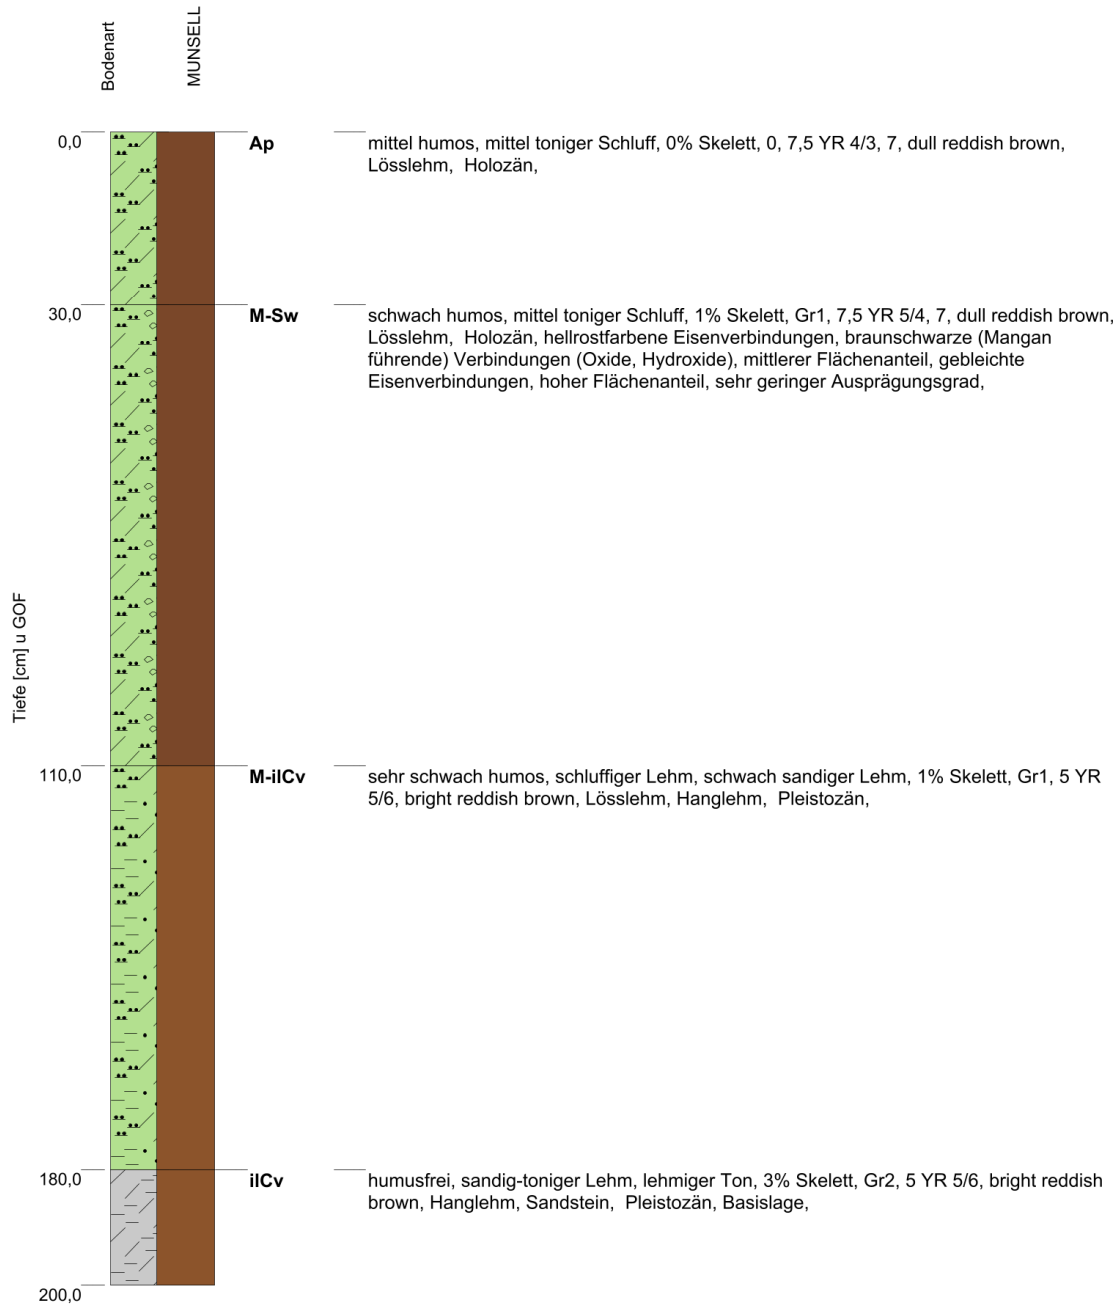 Bodenart
MUNSELL
0,0
Ap
mittel humos, mittel toniger Schluff, 0% Skelett, 0, 7,5 YR 4/3, 7, dull reddish brown,
Lösslehm,  Holozän,
30,0
M-Sw
schwach humos, mittel toniger Schluff, 1% Skelett, Gr1, 7,5 YR 5/4, 7, dull reddish brown,
Lösslehm,  Holozän, hellrostfarbene Eisenverbindungen, braunschwarze (Mangan
führende) Verbindungen (Oxide, Hydroxide), mittlerer Flächenanteil, gebleichte
Eisenverbindungen, hoher Flächenanteil, sehr geringer Ausprägungsgrad,
Tiefe [cm] u GOF
110,0
M-ilCv
sehr schwach humos, schluffiger Lehm, schwach sandiger Lehm, 1% Skelett, Gr1, 5 YR
5/6, bright reddish brown, Lösslehm, Hanglehm,  Pleistozän,
180,0
ilCv
humusfrei, sandig-toniger Lehm, lehmiger Ton, 3% Skelett, Gr2, 5 YR 5/6, bright reddish
brown, Hanglehm, Sandstein,  Pleistozän, Basislage,
200,0